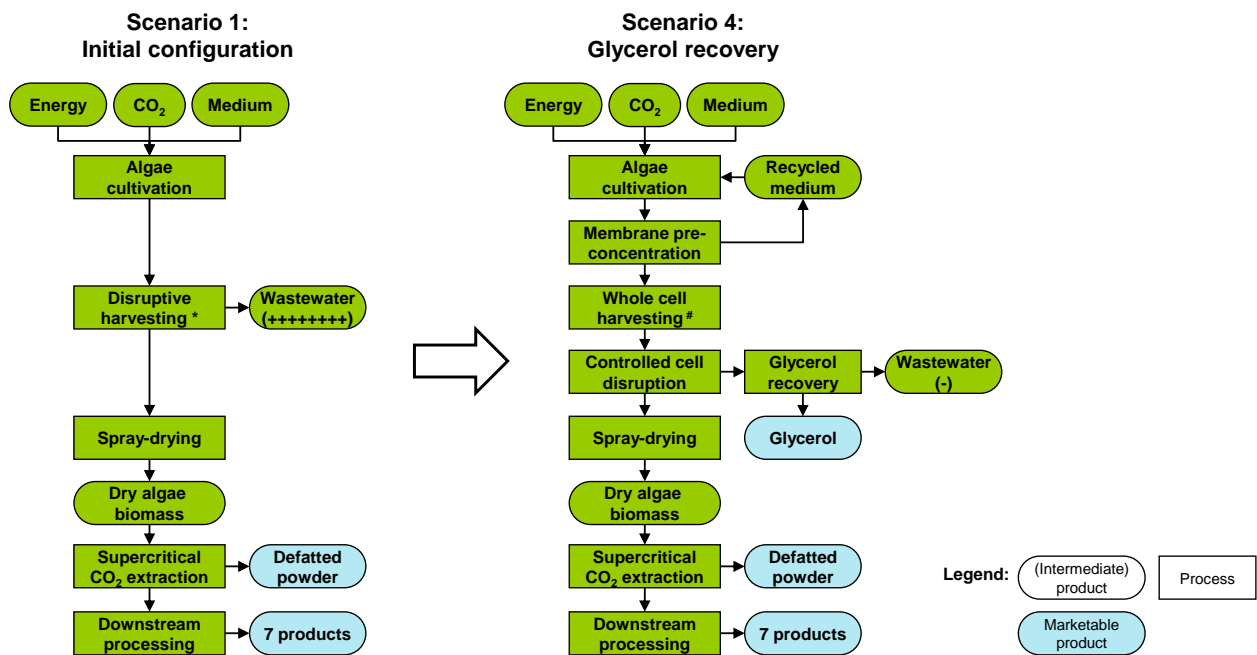 Scenario 1:
Initial configuration
Energy
CO₂
Medium
Algae
cultivation
Disruptive
harvesting *
Wastewater
(++++++++)
Spray-drying
Dry algae
biomass
Supercritical
CO₂ extraction
Defatted
powder
Downstream
processing
7 products
Scenario 4:
Glycerol recovery
Energy
CO₂
Medium
Algae
cultivation
Recycled
medium
Membrane pre-
concentration
Whole cell
harvesting #
Controlled cell
disruption
Glycerol
recovery
Wastewater
(-)
Spray-drying
Glycerol
Dry algae
biomass
Supercritical
CO₂ extraction
Defatted
powder
Downstream
processing
7 products
Legend:
(Intermediate)
product
Process
Marketable
product